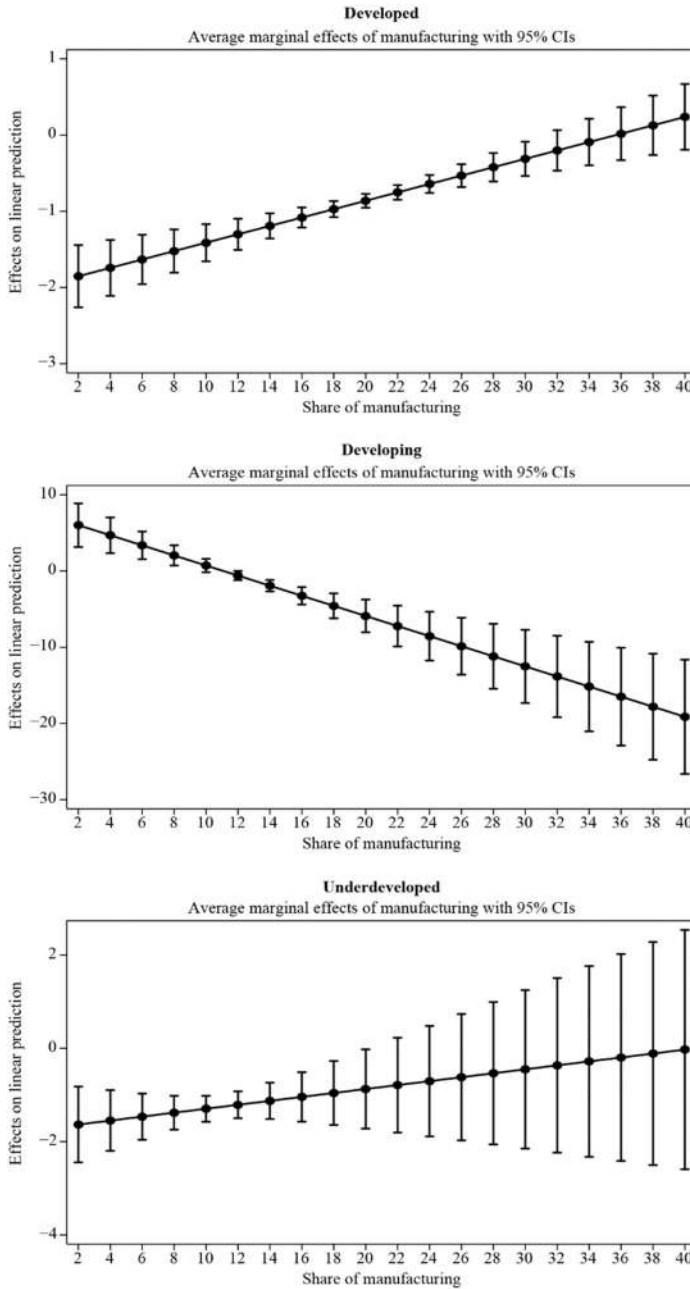 Developed
Average marginal effects of manufacturing with 95% CIs
Effects on linear prediction
1
0
−1
−2
−3
2 4 6 8 10 12 14 16 18 20 22 24 26 28 30 32 34 36 38 40
Share of manufacturing
Developing
Average marginal effects of manufacturing with 95% CIs
Effects on linear prediction
10
0
−10
−20
−30
2 4 6 8 10 12 14 16 18 20 22 24 26 28 30 32 34 36 38 40
Share of manufacturing
Underdeveloped
Average marginal effects of manufacturing with 95% CIs
Effects on linear prediction
2
0
−2
−4
2 4 6 8 10 12 14 16 18 20 22 24 26 28 30 32 34 36 38 40
Share of manufacturing